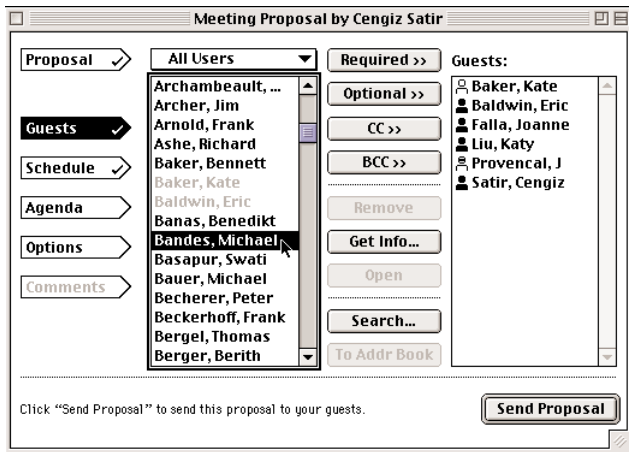 Meeting Proposal by Cengiz Satir
Proposal
Guests
Schedule
Agenda
Options
Comments
All Users
Archambeault, ...
Archer, Jim
Arnold, Frank
Ashe, Richard
Baker, Bennett
Baker, Kate
Baldwin, Eric
Banas, Benedikt
Bandes, Michael
Basapur, Swati
Bauer, Michael
Becherer, Peter
Beckerhoff, Frank
Bergel, Thomas
Berger, Berith
Required >>
Optional >>
CC >>
BCC >>
Remove
Get Info...
Open
Search...
To Addr Book
Guests:
Baker, Kate
Baldwin, Eric
Falla, Joanne
Liu, Katy
Provencal, J
Satir, Cengiz
Click “Send Proposal” to send this proposal to your guests.
Send Proposal